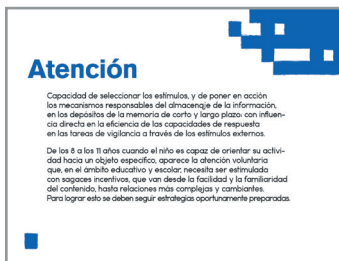 Atención
Capacidad de seleccionar los estímulos, y de poner en acción
los mecanismos responsables del almacenaje de la información,
en los depósitos de la memoria de corto y largo plazo; con influen-
cia directa en la eficiencia de las capacidades de respuesta
en las tareas de vigilancia a través de los estímulos externos.
De los 8 a los 11 años cuando el niño es capaz de orientar su activi-
dad hacia un objeto específico, aparece la atención voluntaria
que, en el ámbito educativo y escolar, necesita ser estimulada
con sagaces incentivos, que van desde la facilidad y la familiaridad
del contenido, hasta relaciones más complejas y cambiantes.
Para lograr esto se deben seguir estrategias oportunamente preparadas.